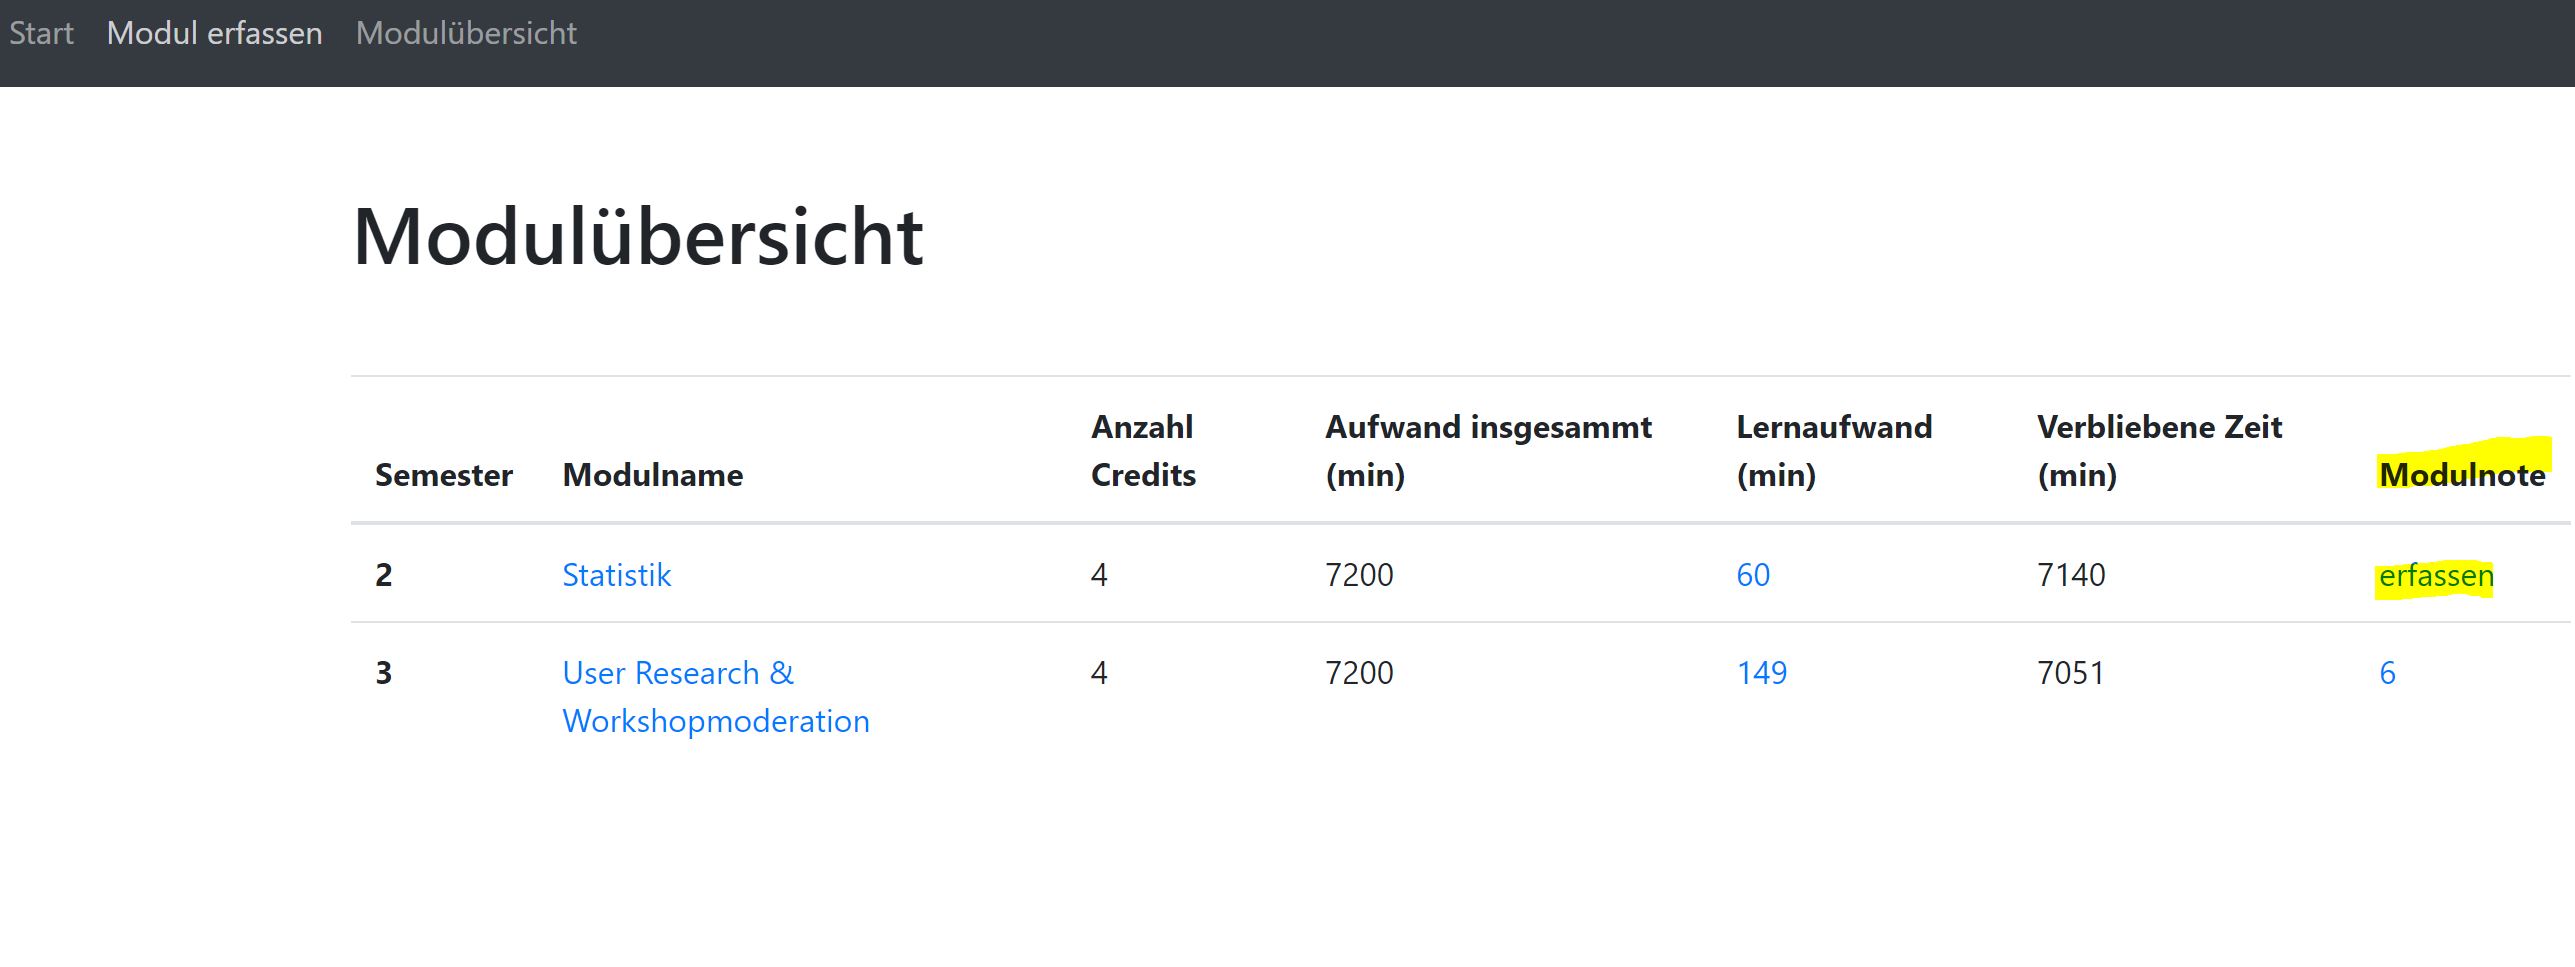 Start Modul erfassen Modulübersicht
Modulübersicht
Semester Modulname Anzahl Credits Aufwand insgesammt (min) Lernaufwand (min) Verbliebene Zeit (min) Modulnote
2 Statistik 4 7200 60 7140 erfassen
3 User Research & Workshopmoderation 4 7200 149 7051 6